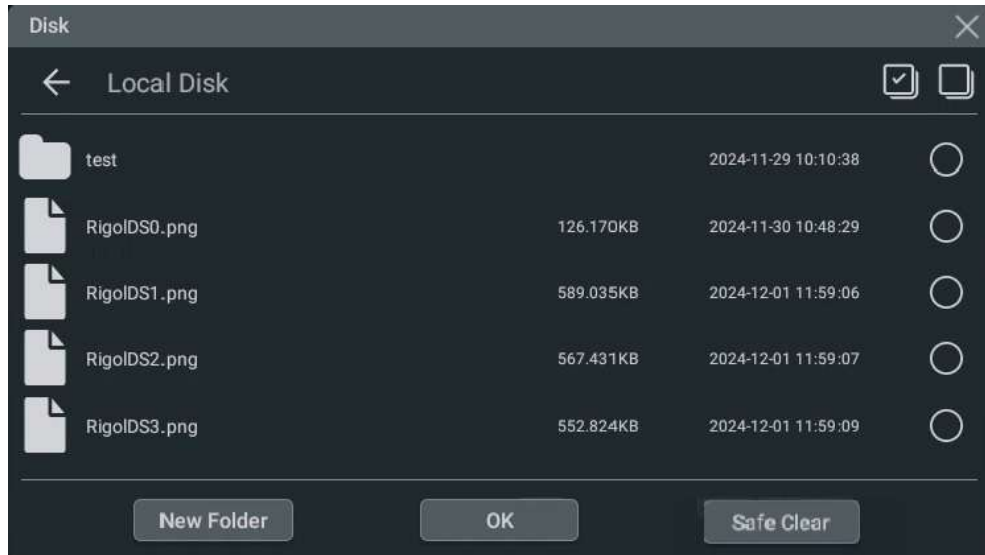 Disk
Local Disk
test 2024-11-29 10:10:38
RigolDS0.png 126.170KB 2024-11-30 10:48:29
RigolDS1.png 589.035KB 2024-12-01 11:59:06
RigolDS2.png 567.431KB 2024-12-01 11:59:07
RigolDS3.png 552.824KB 2024-12-01 11:59:09
New Folder OK Safe Clear